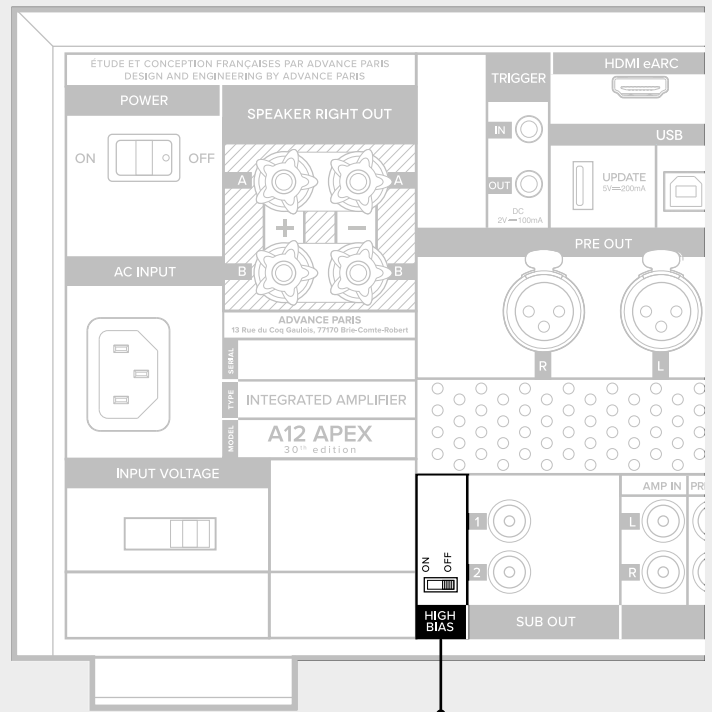 ÉTUDE ET CONCEPTION FRANÇAISES PAR ADVANCE PARIS
DESIGN AND ENGINEERING BY ADVANCE PARIS
POWER
ON
OFF
SPEAKER RIGHT OUT
A
A
+
−
B
B
TRIGGER
IN
OUT
DC
2V⎓100mA
HDMI eARC
USB
UPDATE
5V⎓200mA
PRE OUT
R
L
AC INPUT
ADVANCE PARIS
13 Rue du Coq Gaulois, 77170 Brie-Comte-Robert
SERIAL
TYPE
INTEGRATED AMPLIFIER
MODEL
A12 APEX
30th edition
INPUT VOLTAGE
ON
OFF
HIGH
BIAS
1
2
SUB OUT
AMP IN
PR
L
R